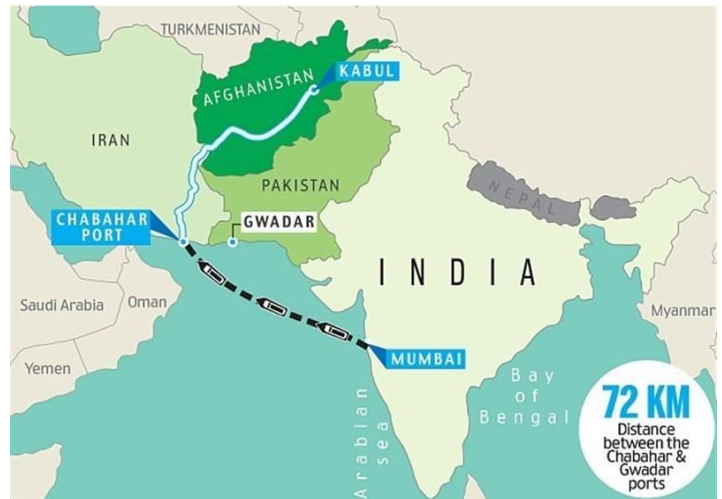 TURKMENISTAN
KABUL
AFGHANISTAN
IRAN
PAKISTAN
NEPAL
CHABAHAR
PORT
GWADAR
INDIA
Saudi Arabia
Oman
Myanmar
Yemen
MUMBAI
Arabian
sea
Bay
of
Bengal
72 KM
Distance
between the
Chabahar &
Gwadar
ports